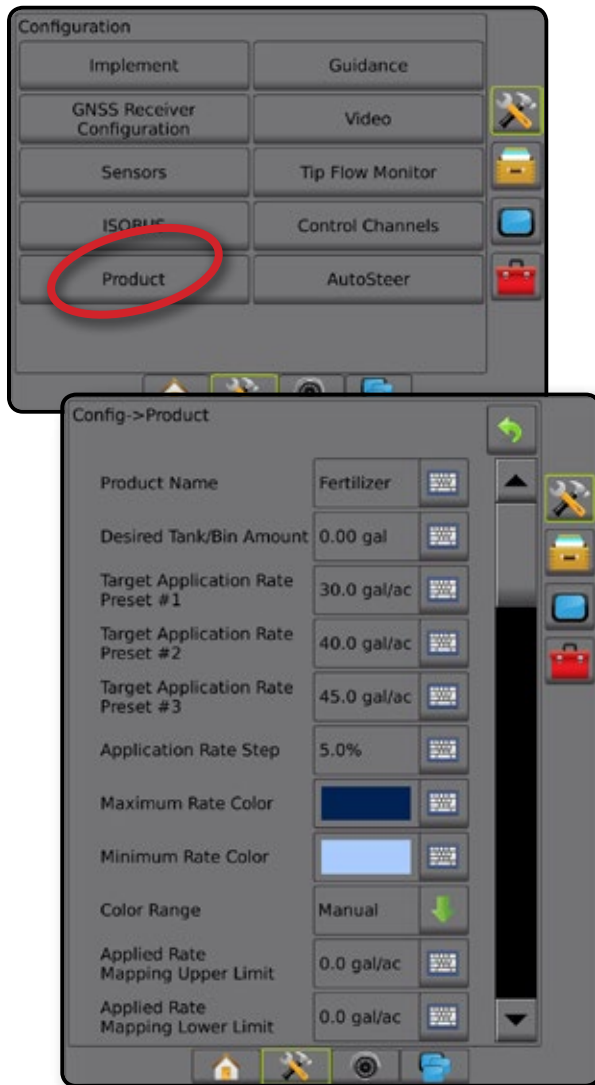 Configuration
Implement Guidance
GNSS Receiver
Configuration
Video
Sensors Tip Flow Monitor
ISOBUS Control Channels
Product AutoSteer
Config->Product
Product Name Fertilizer
Desired Tank/Bin Amount 0.00 gal
Target Application Rate
Preset #1
30.0 gal/ac
Target Application Rate
Preset #2
40.0 gal/ac
Target Application Rate
Preset #3
45.0 gal/ac
Application Rate Step 5.0%
Maximum Rate Color
Minimum Rate Color
Color Range Manual
Applied Rate
Mapping Upper Limit
0.0 gal/ac
Applied Rate
Mapping Lower Limit
0.0 gal/ac